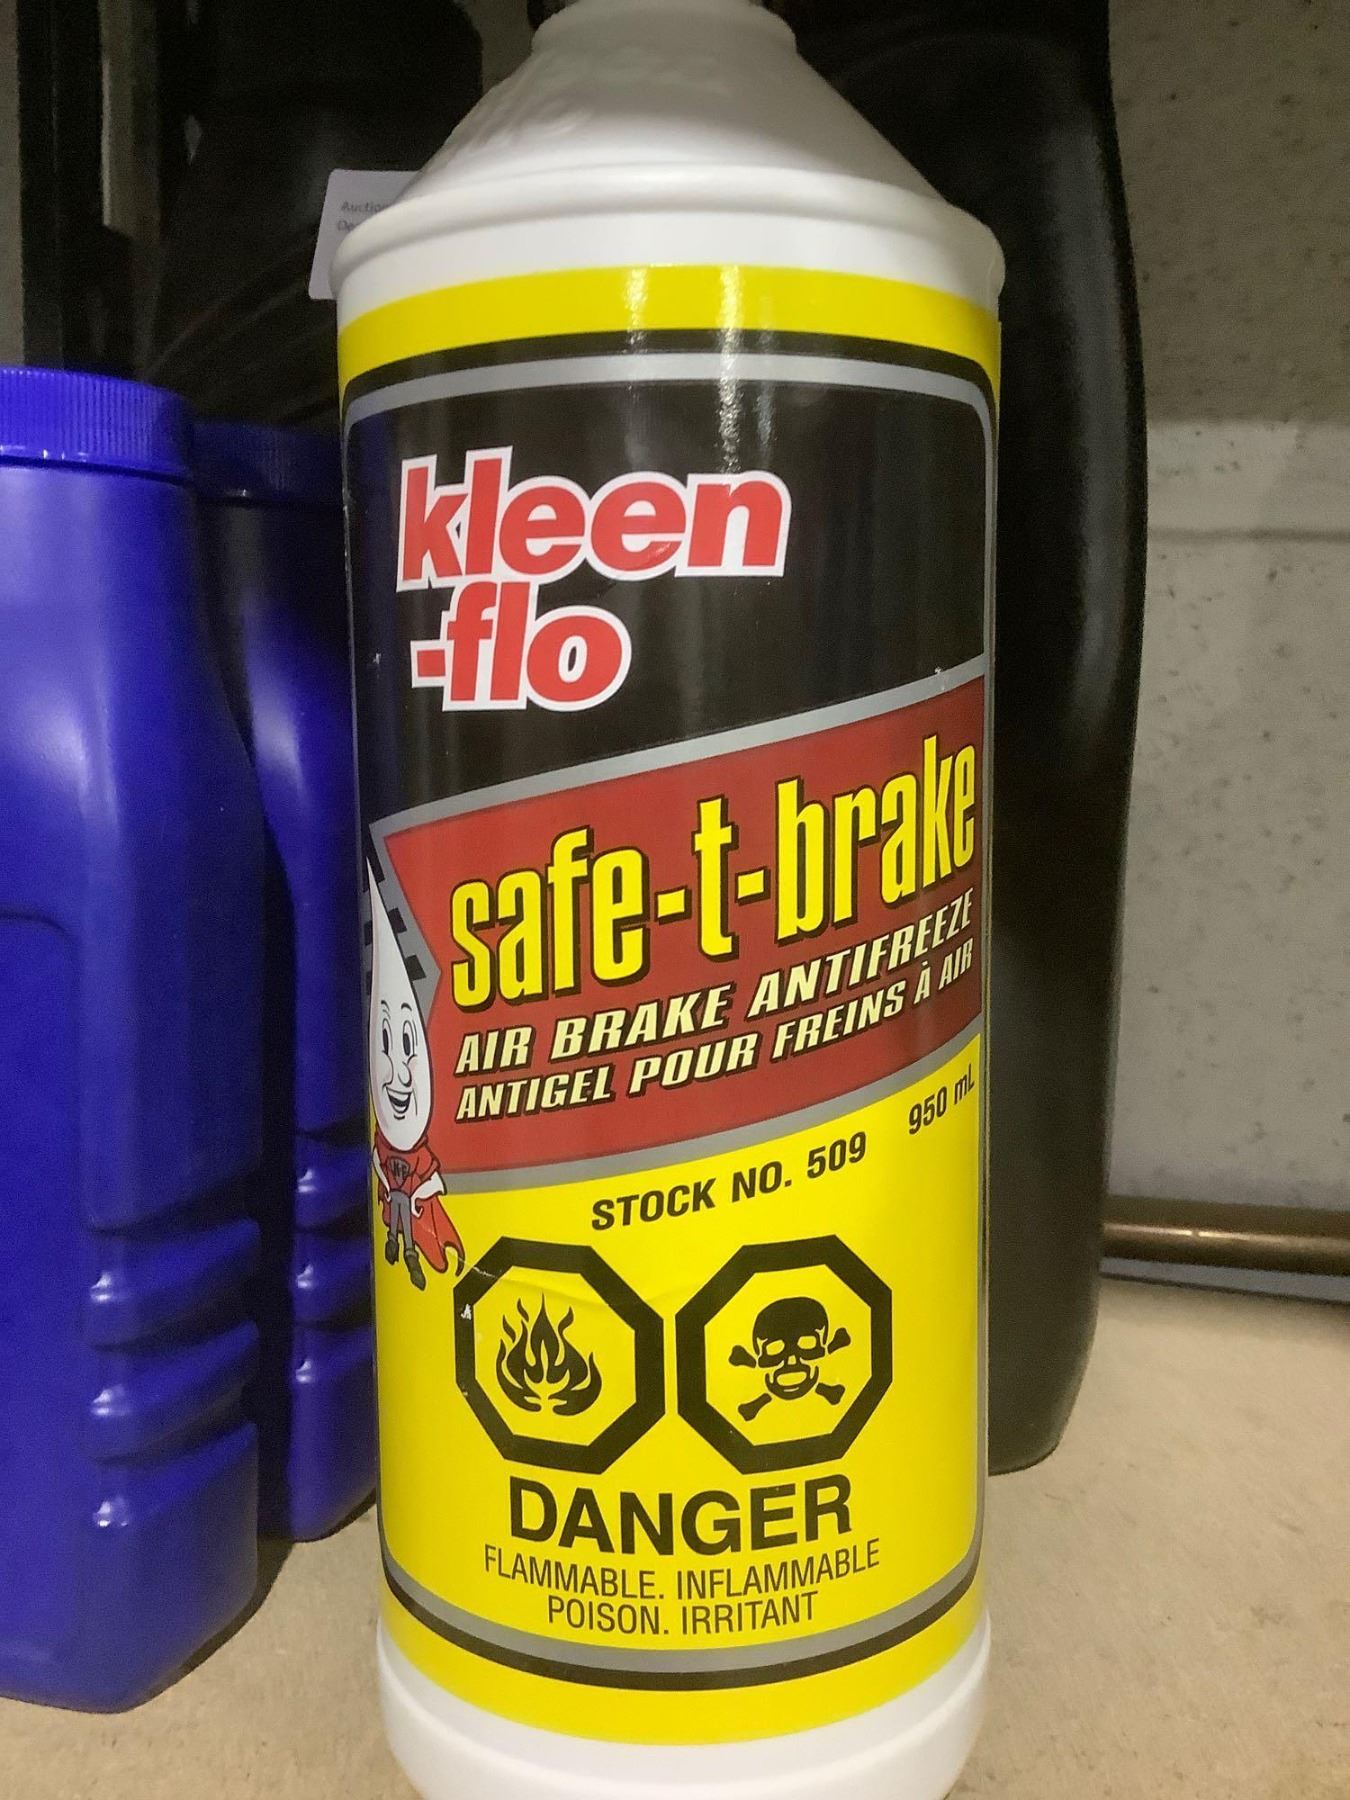 Auction
kleen
-flo
safe-t-brake
AIR BRAKE ANTIFREEZE
ANTIGEL POUR FREINS À AIR
STOCK NO. 509 950 mL
DANGER
FLAMMABLE. INFLAMMABLE
POISON. IRRITANT